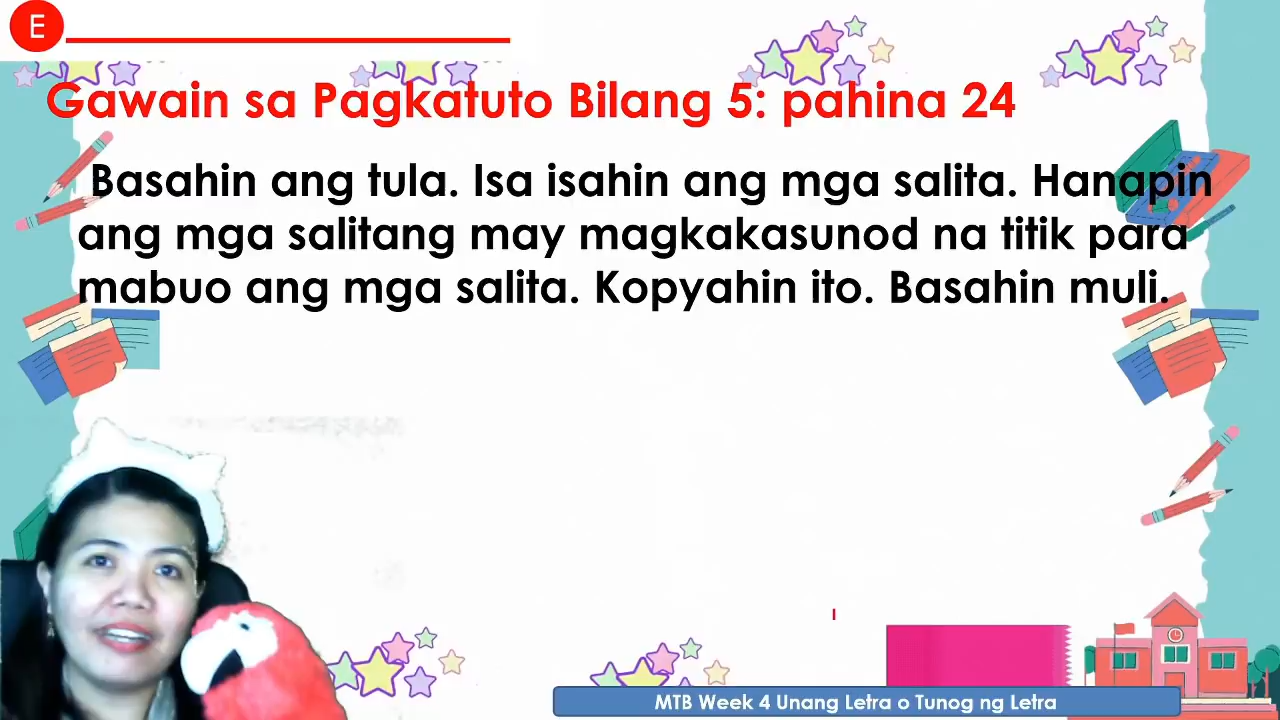 E
Gawain sa Pagkatuto Bilang 5: pahina 24
Basahin ang tula. Isa isahin ang mga salita. Hanapin
ang mga salitang may magkakasunod na titik para
mabuo ang mga salita. Kopyahin ito. Basahin muli.
MTB Week 4 Unang Letra o Tunog ng Letra